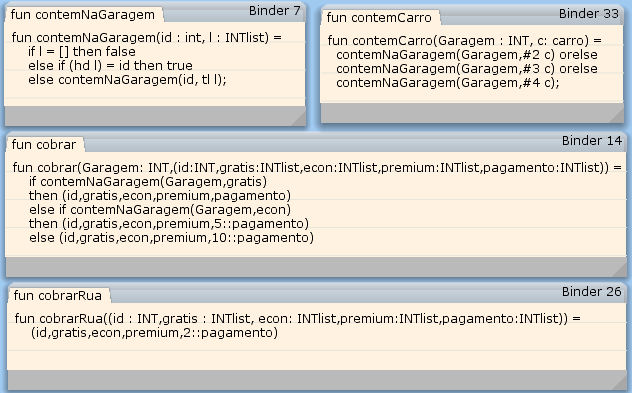 fun contemNaGaragem
Binder 7
fun contemNaGaragem(id : int, l : INTlist) =
if l = [] then false
else if (hd l) = id then true
else contemNaGaragem(id, tl l);
fun contemCarro
Binder 33
fun contemCarro(Garagem : INT, c: carro) =
contemNaGaragem(Garagem,#2 c) orelse
contemNaGaragem(Garagem,#3 c) orelse
contemNaGaragem(Garagem,#4 c);
fun cobrar
Binder 14
fun cobrar(Garagem: INT,(id:INT,gratis:INTlist,econ:INTlist,premium:INTlist,pagamento:INTlist)) =
if contemNaGaragem(Garagem,gratis)
then (id,gratis,econ,premium,pagamento)
else if contemNaGaragem(Garagem,econ)
then (id,gratis,econ,premium,5::pagamento)
else (id,gratis,econ,premium,10::pagamento)
fun cobrarRua
Binder 26
fun cobrarRua((id : INT,gratis : INTlist, econ: INTlist,premium:INTlist,pagamento:INTlist)) =
(id,gratis,econ,premium,2::pagamento)